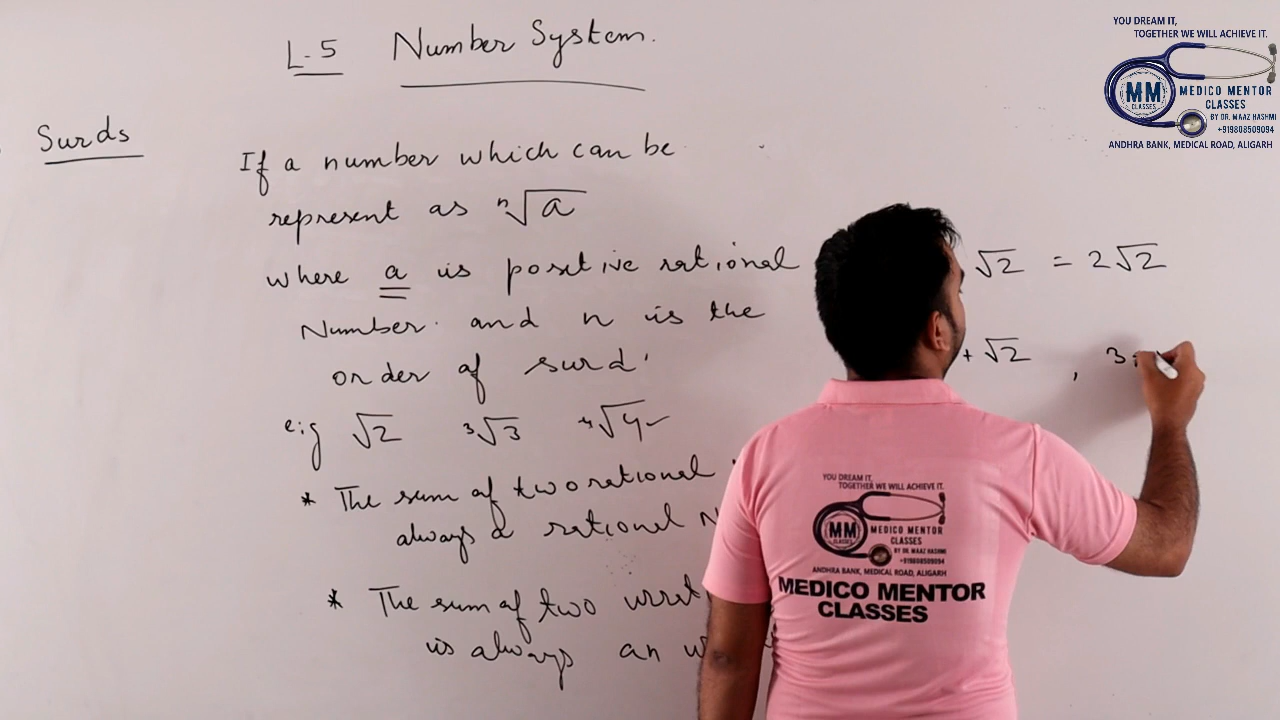 L-5 Number System.
Surds
If a number which can be
represent as ⁿ√a
where a is positive rational
Number. and n is the
order of surd.
e.g √2 ³√3 ⁴√4
* The sum of two rational
always a rational
* The sum of two
is always an
√2 = 2√2
+ √2 , 3
YOU DREAM IT,
TOGETHER WE WILL ACHIEVE IT.
MM
CLASSES
MEDICO MENTOR
CLASSES
BY DR. MAAZ HASHMI
+919808509094
ANDHRA BANK, MEDICAL ROAD, ALIGARH
YOU DREAM IT,
TOGETHER WE WILL ACHIEVE IT.
MM
CLASSES
MEDICO MENTOR
CLASSES
BY DR. MAAZ HASHMI
+919808509094
ANDHRA BANK, MEDICAL ROAD, ALIGARH
MEDICO MENTOR
CLASSES